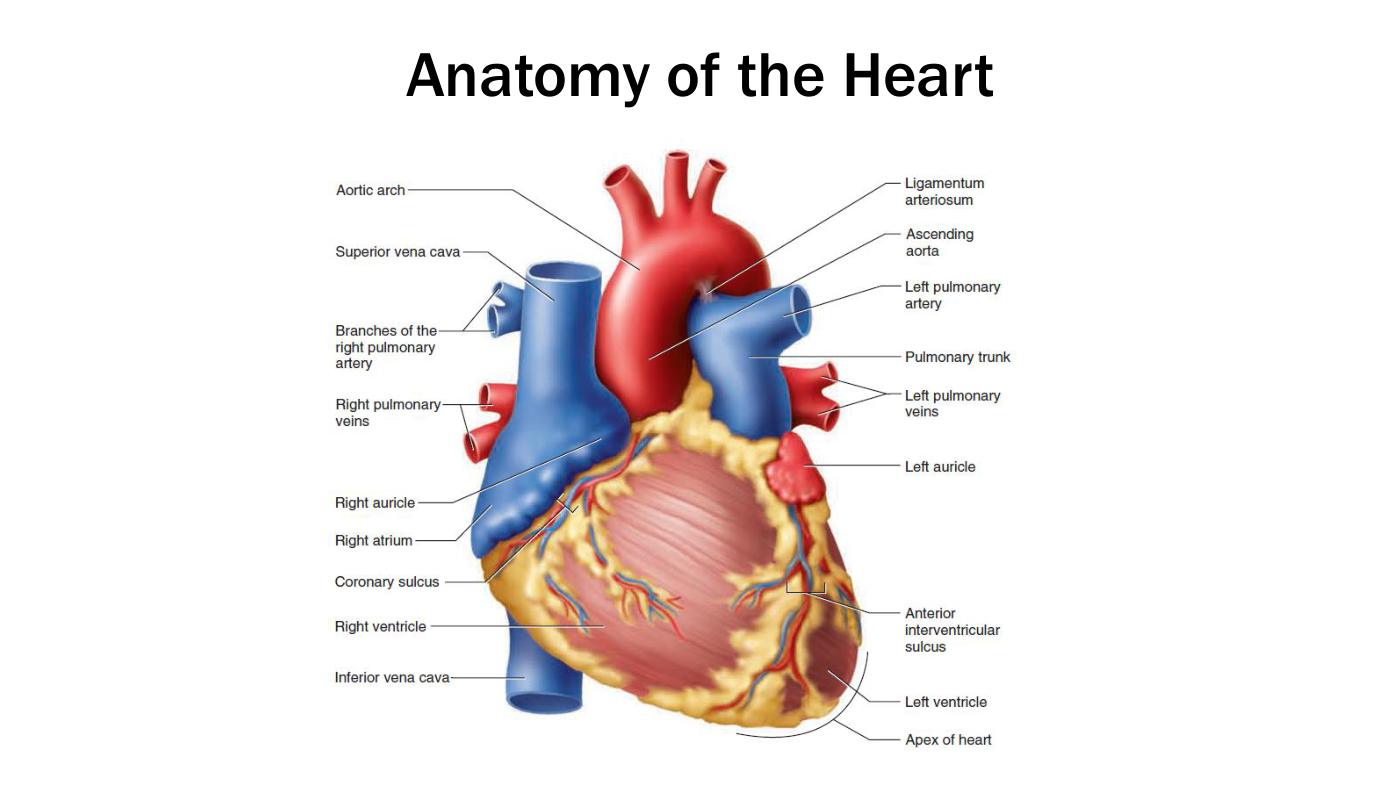 Anatomy of the Heart
Aortic arch
Superior vena cava
Branches of the
right pulmonary
artery
Right pulmonary
veins
Right auricle
Right atrium
Coronary sulcus
Right ventricle
Inferior vena cava
Ligamentum
arteriosum
Ascending
aorta
Left pulmonary
artery
Pulmonary trunk
Left pulmonary
veins
Left auricle
Anterior
interventricular
sulcus
Left ventricle
Apex of heart